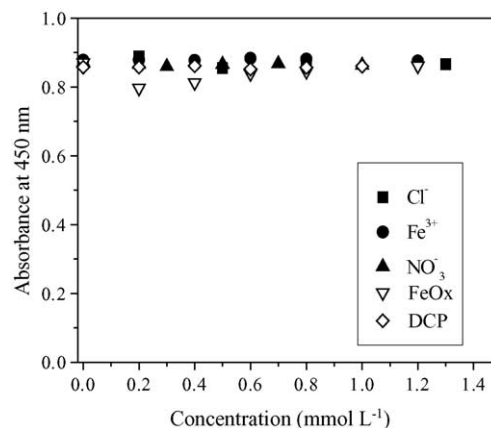 1.0
0.8
0.6
0.4
0.2
0.0
Absorbance at 450 nm
Cl⁻
Fe³⁺
NO₃⁻
FeOx
DCP
0.0 0.2 0.4 0.6 0.8 1.0 1.2 1.4
Concentration (mmol L⁻¹)